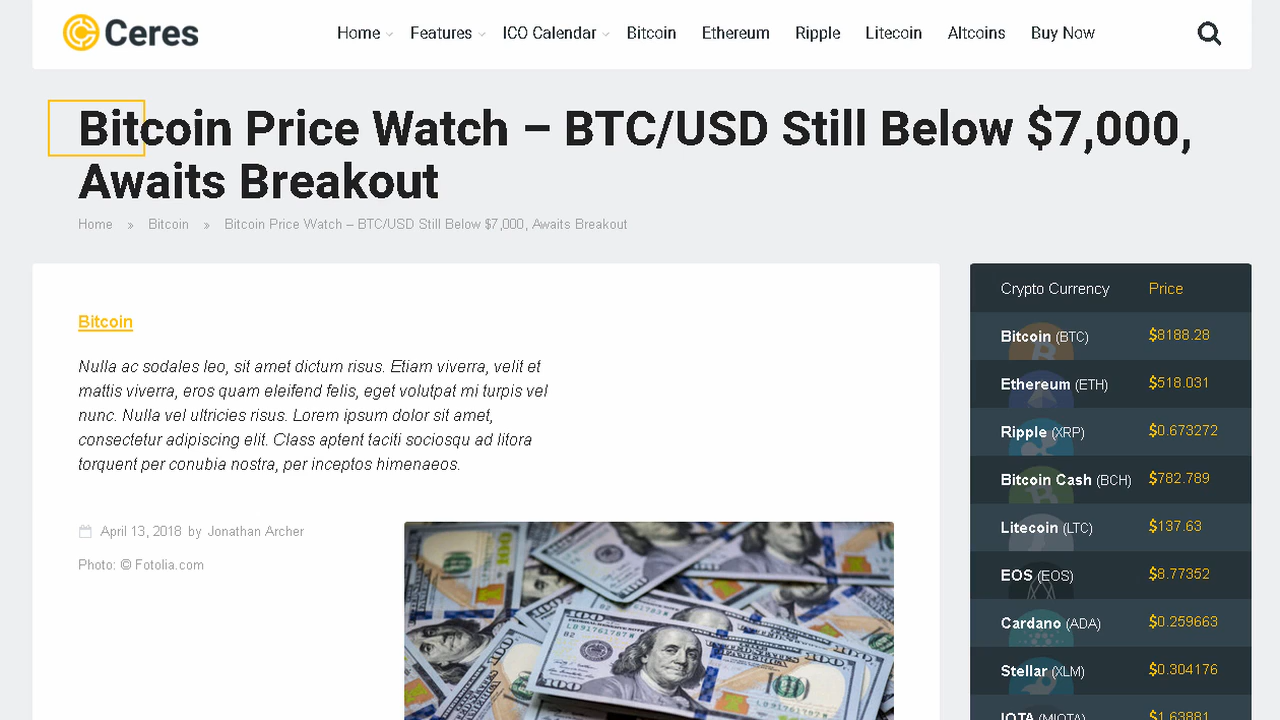 Ceres
Home Features ICO Calendar Bitcoin Ethereum Ripple Litecoin Altcoins Buy Now
Bitcoin Price Watch – BTC/USD Still Below $7,000,
Awaits Breakout
Home » Bitcoin » Bitcoin Price Watch – BTC/USD Still Below $7,000, Awaits Breakout
Bitcoin
Nulla ac sodales leo, sit amet dictum risus. Etiam viverra, velit et
mattis viverra, eros quam eleifend felis, eget volutpat mi turpis vel
nunc. Nulla vel ultricies risus. Lorem ipsum dolor sit amet,
consectetur adipiscing elit. Class aptent taciti sociosqu ad litora
torquent per conubia nostra, per inceptos himenaeos.
April 13, 2018 by Jonathan Archer
Photo: © Fotolia.com
Crypto Currency Price
Bitcoin (BTC) $8188.28
Ethereum (ETH) $518.031
Ripple (XRP) $0.673272
Bitcoin Cash (BCH) $782.789
Litecoin (LTC) $137.63
EOS (EOS) $8.77352
Cardano (ADA) $0.259663
Stellar (XLM) $0.304176
IOTA (MIOTA) $1.63881